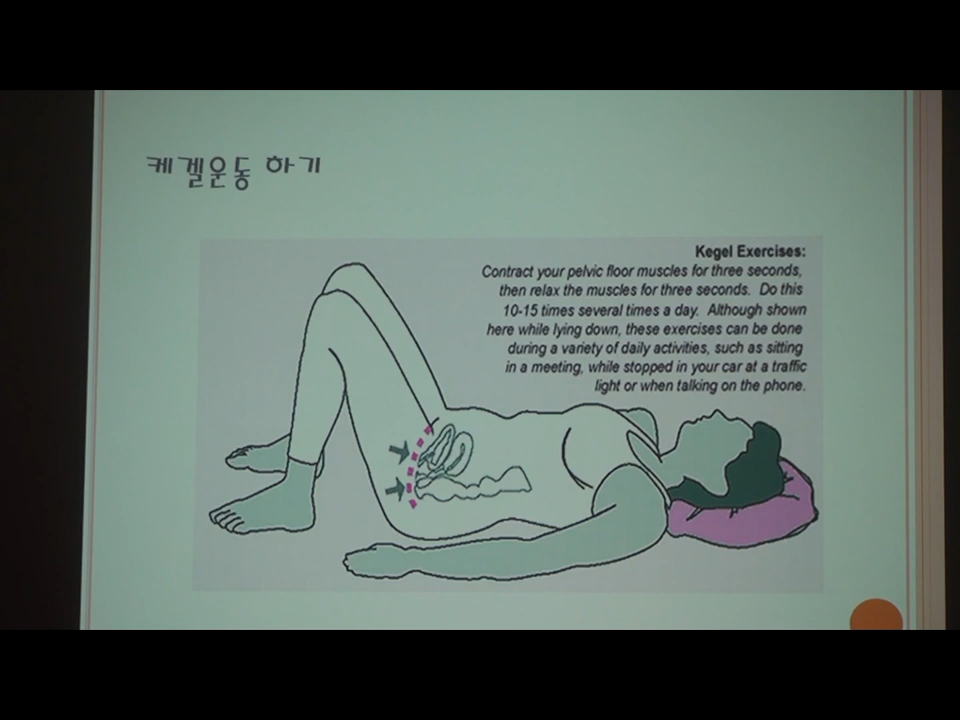 케겔운동 하기
Kegel Exercises:
Contract your pelvic floor muscles for three seconds,
then relax the muscles for three seconds. Do this
10-15 times several times a day. Although shown
here while lying down, these exercises can be done
during a variety of daily activities, such as sitting
in a meeting, while stopped in your car at a traffic
light or when talking on the phone.